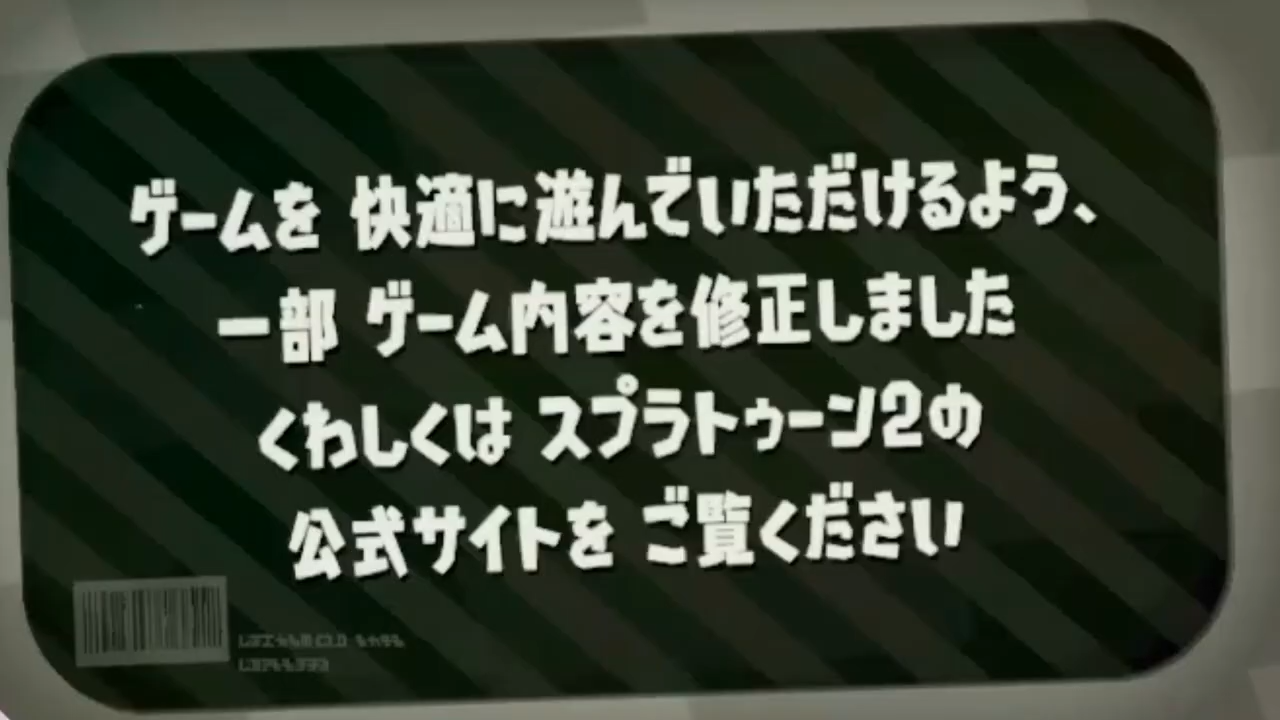 ゲームを 快適に遊んでいただけるよう、
一部 ゲーム内容を修正しました
くわしくは スプラトゥーン2の
公式サイトを ご覧ください